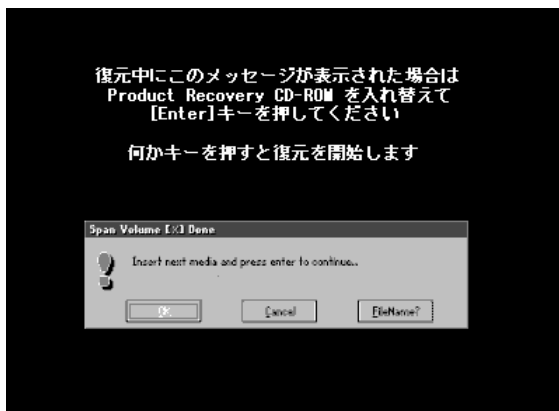 復元中にこのメッセージが表示された場合は
Product Recovery CD-ROM を入れ替えて
[Enter]キーを押してください
何かキーを押すと復元を開始します
Span Volume [X] Done
Insert next media and press enter to continue..
OK
Cancel
FileName?